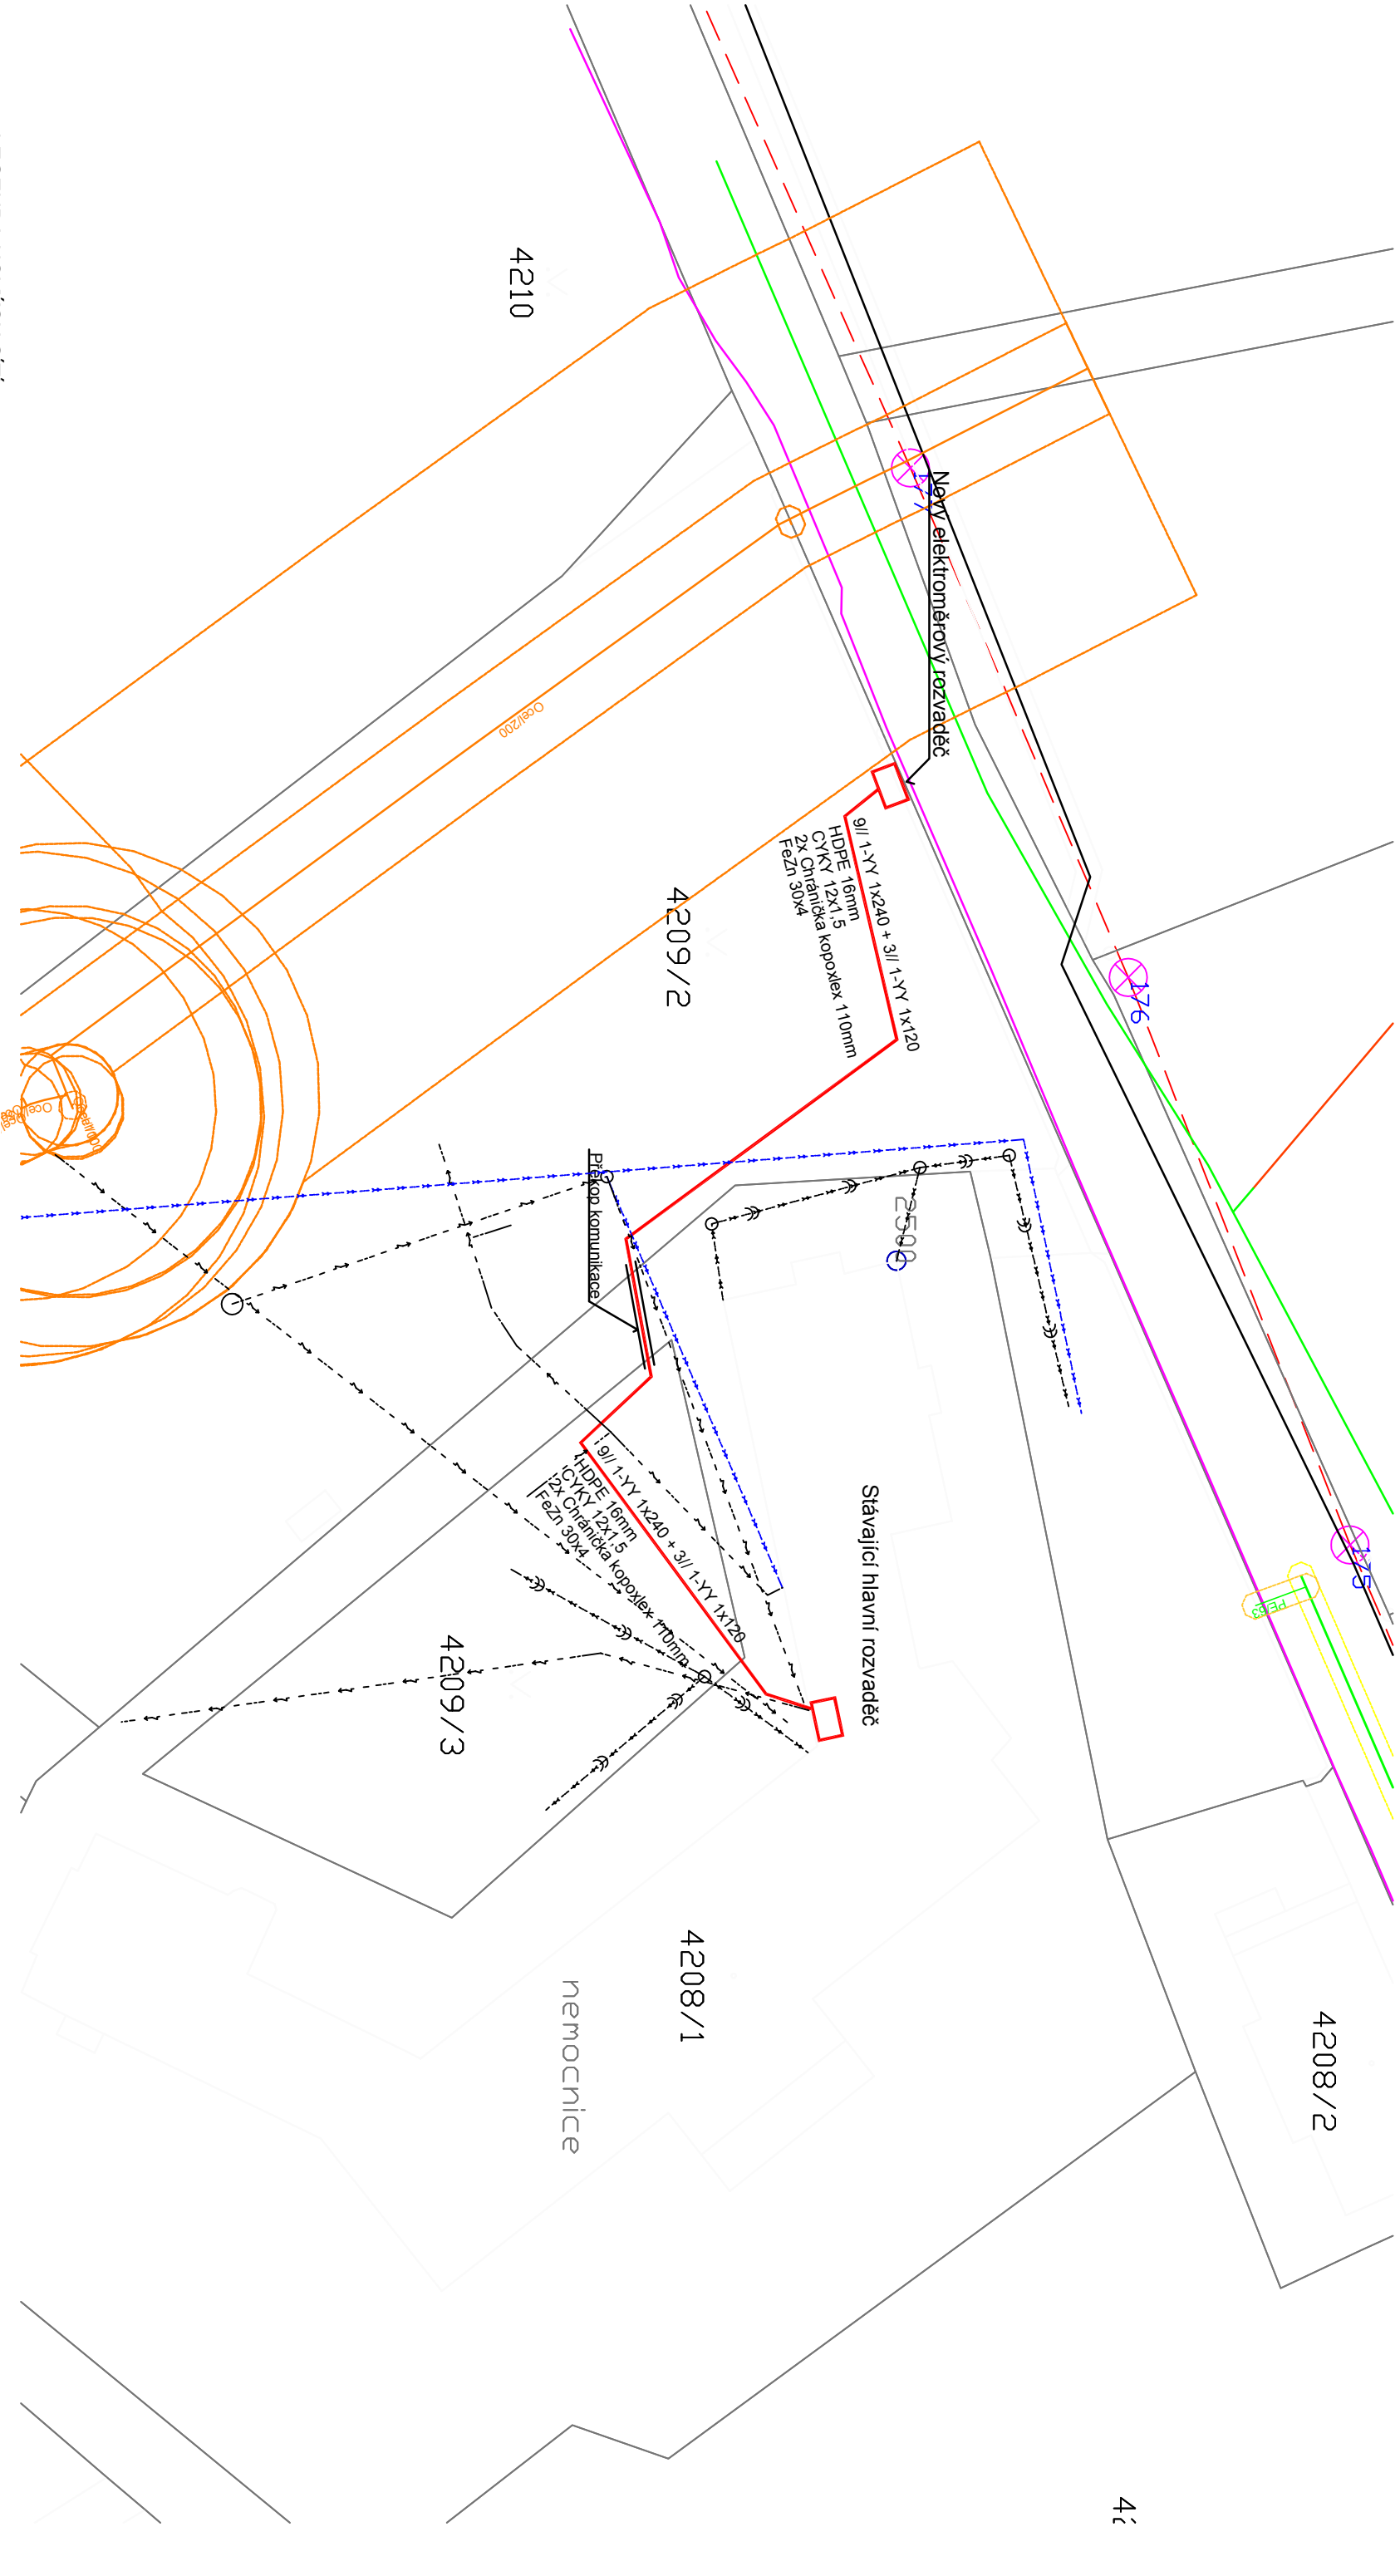 4210
177
Nový elektroměrový rozvaděč
Ocel/200
9// 1-YY 1x240 + 3// 1-YY 1x120
HDPE 16mm
CYKY 12x1,5
2x Chránička kopoxlex 110mm
FeZn 30x4
4209/2
176
Překop komunikace
2500
9// 1-YY 1x240 + 3// 1-YY 1x120
HDPE 16mm
CYKY 12x1,5
2x Chránička kopoxlex 110mm
FeZn 30x4
Stávající hlavní rozvaděč
175
PE/63
4209/3
4208/1
nemocnice
4208/2